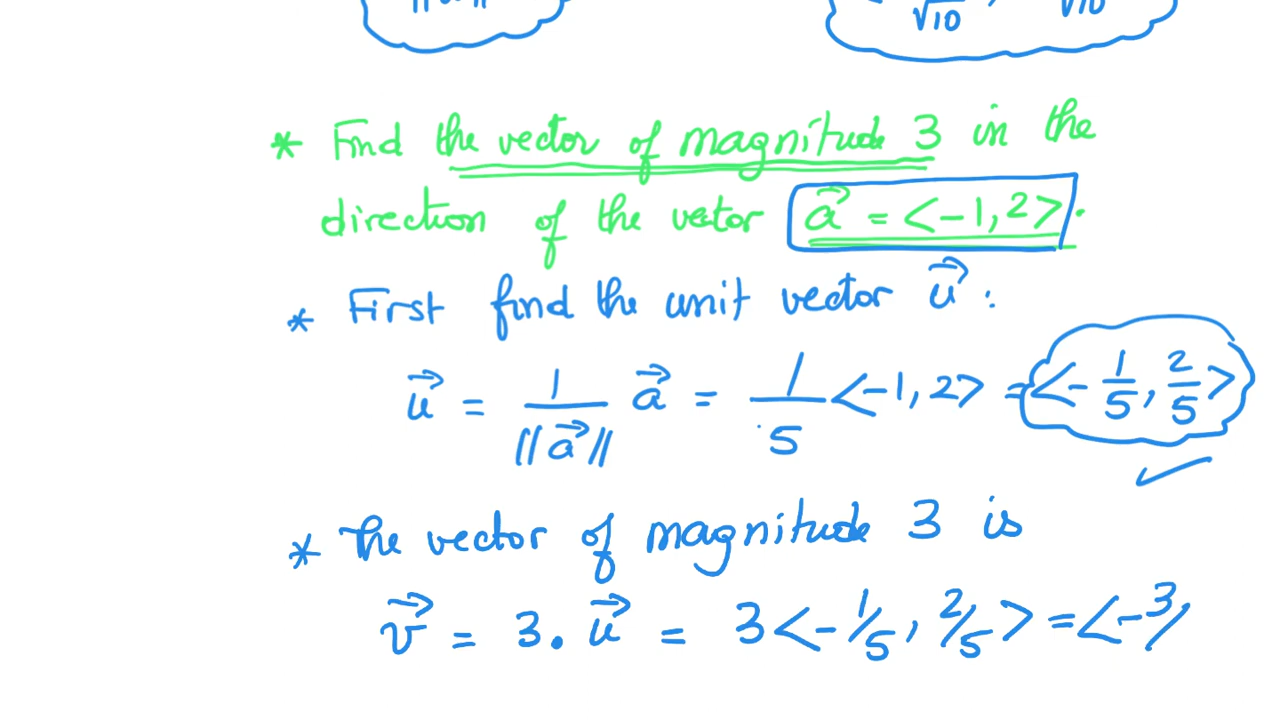 √10 , √10
* Find the vector of magnitude 3 in the
direction of the vector a⃗ = <-1, 2>.
* First find the unit vector u⃗ :
u⃗ = 1/||a⃗|| a⃗ = 1/5 <-1, 2> = <-1/5, 2/5>
* The vector of magnitude 3 is
v⃗ = 3. u⃗ = 3 <-1/5, 2/5> = <-3/